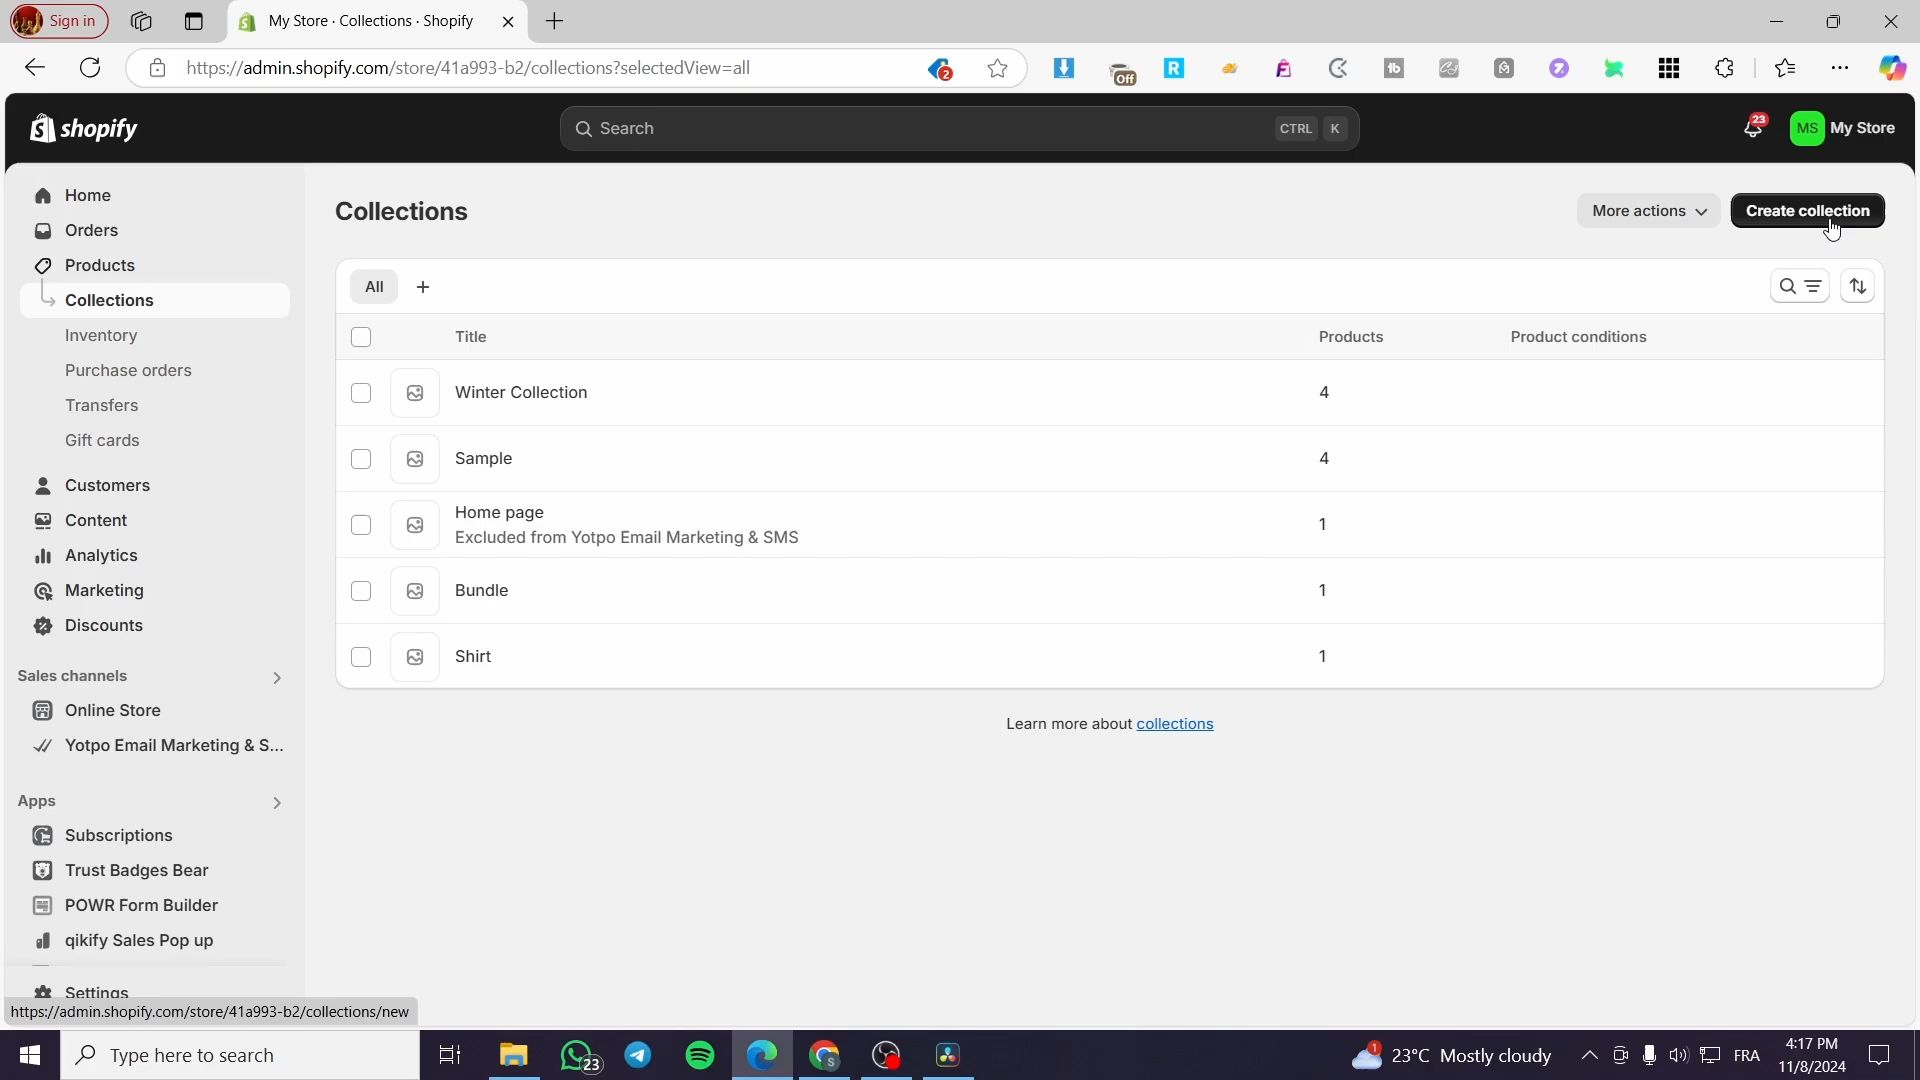 Sign in
My Store · Collections · Shopify
https://admin.shopify.com/store/41a993-b2/collections?selectedView=all
2
Off
shopify
Search
CTRL K
23
MS My Store
Home
Orders
Products
Collections
Inventory
Purchase orders
Transfers
Gift cards
Customers
Content
Analytics
Marketing
Discounts
Sales channels
Online Store
Yotpo Email Marketing & S...
Apps
Subscriptions
Trust Badges Bear
POWR Form Builder
qikify Sales Pop up
Settings
Collections
More actions
Create collection
All
Title Products Product conditions
Winter Collection 4
Sample 4
Home page 1
Excluded from Yotpo Email Marketing & SMS
Bundle 1
Shirt 1
Learn more about collections
https://admin.shopify.com/store/41a993-b2/collections/new
Type here to search
23
1
23°C Mostly cloudy
FRA
4:17 PM
11/8/2024